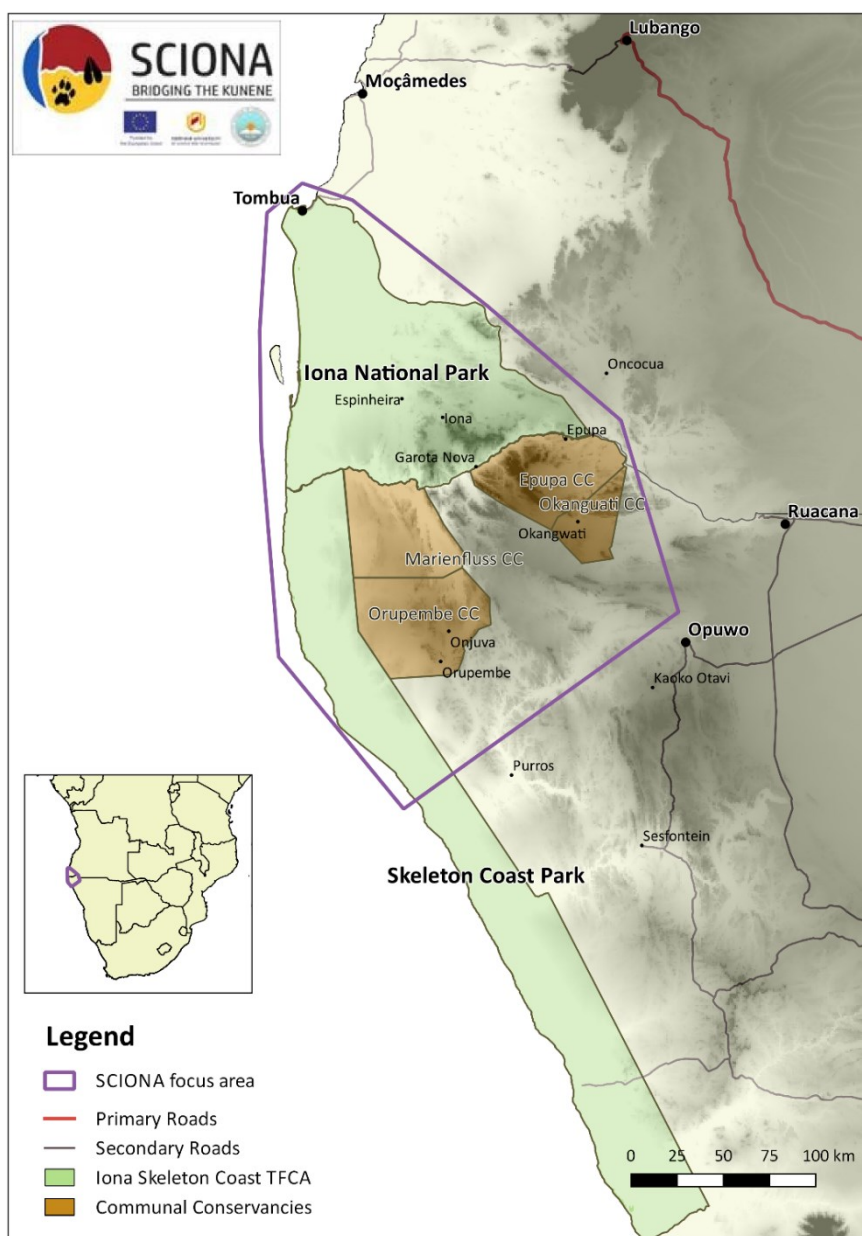 SCIONA
BRIDGING THE KUNENE
Lubango
Moçâmedes
Tombua
Oncocua
Iona National Park
Espinheira
Iona
Epupa
Garota Nova
Epupa CC
Okanguati CC
Ruacana
Okangwati
Marienfluss CC
Orupembe CC
Onjuva
Opuwo
Orupembe
Kaoko Otavi
Purros
Sesfontein
Skeleton Coast Park
Legend
SCIONA focus area
Primary Roads
Secondary Roads
Iona Skeleton Coast TFCA
Communal Conservancies
0 25 50 75 100 km